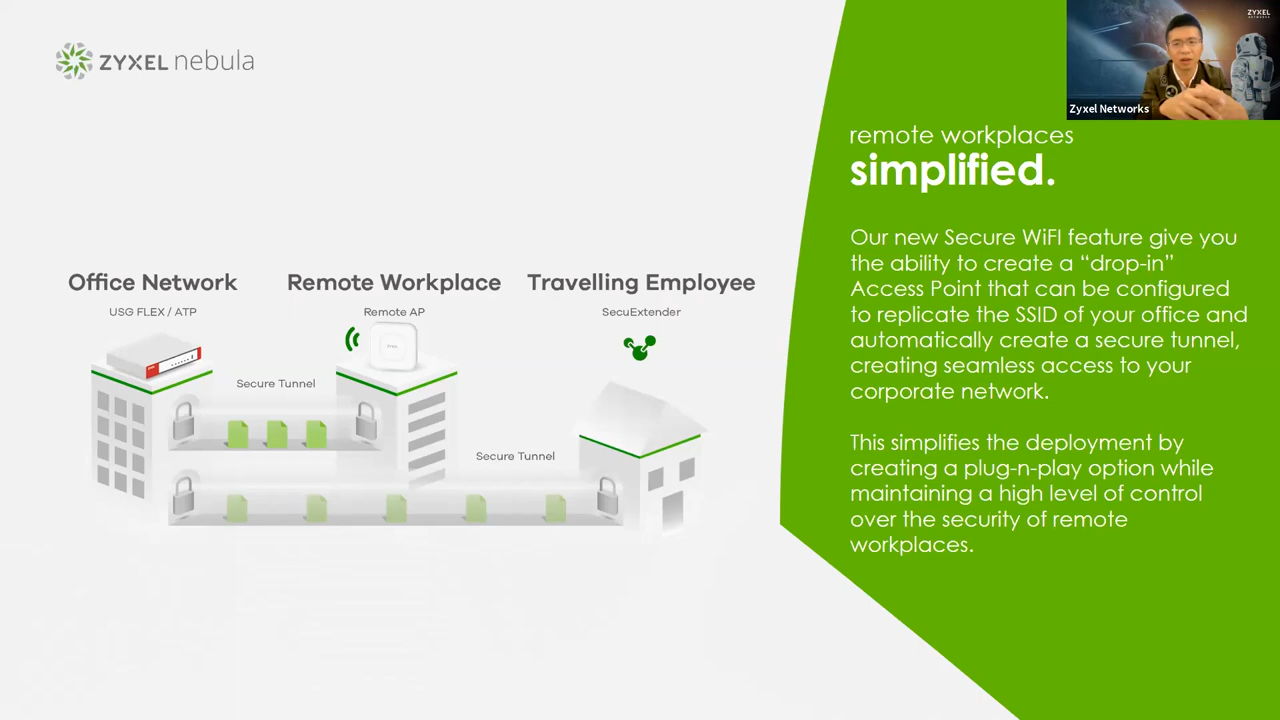 ZYXEL nebula
ZYXEL
NETWORKS
Zyxel Networks
remote workplaces
simplified.
Our new Secure WiFI feature give you
the ability to create a “drop-in”
Access Point that can be configured
to replicate the SSID of your office and
automatically create a secure tunnel,
creating seamless access to your
corporate network.
This simplifies the deployment by
creating a plug-n-play option while
maintaining a high level of control
over the security of remote
workplaces.
Office Network
USG FLEX / ATP
Remote Workplace
Remote AP
ZYXEL
Travelling Employee
SecuExtender
Secure Tunnel
Secure Tunnel